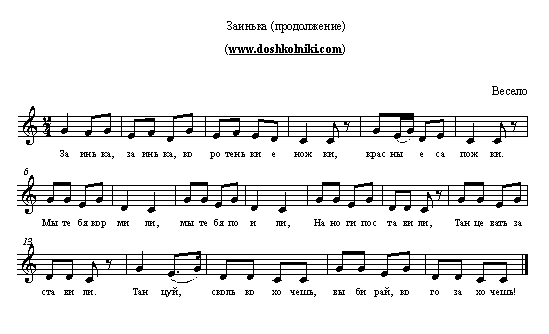 Заинька (продолжение)
(www.doshkolniki.com)
Весело
За инь ка, за инь ка, ко ро тень ки е нож ки, крас ны е са пож ки.
6
Мы те бя кор ми ли, мы те бя по и ли, На но ги пос та ви ли, Тан це вать за
13
ста ви ли. Тан цуй, сколь ко хо чешь, вы би рай, ко го за хо чешь!